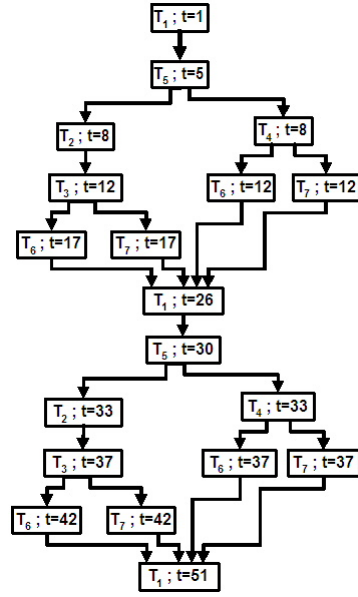 T1 ; t=1
T5 ; t=5
T2 ; t=8
T4 ; t=8
T3 ; t=12
T6 ; t=12
T7 ; t=12
T6 ; t=17
T7 ; t=17
T1 ; t=26
T5 ; t=30
T2 ; t=33
T4 ; t=33
T3 ; t=37
T6 ; t=37
T7 ; t=37
T6 ; t=42
T7 ; t=42
T1 ; t=51